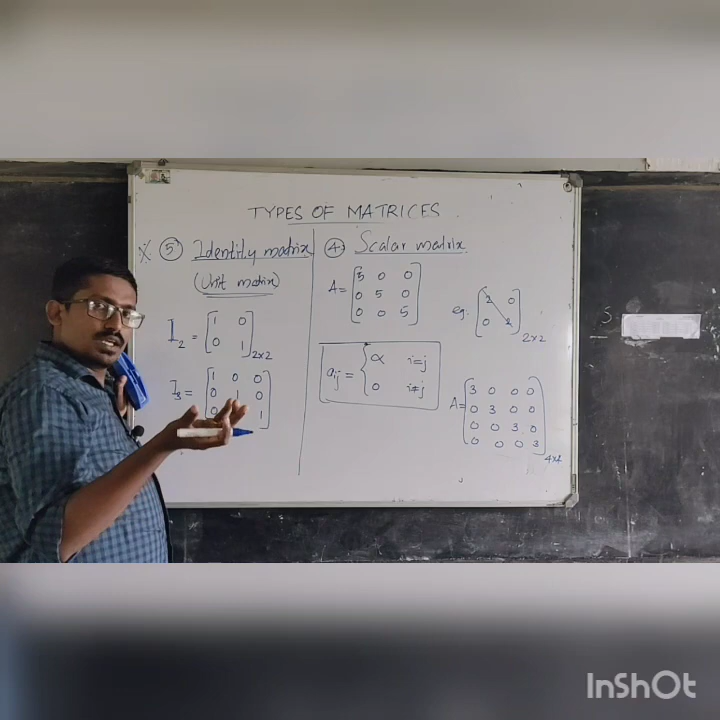 TYPES OF MATRICES
⑤ Identity matrix
(Unit matrix)
I₂ = [1 0
0 1]₂ₓ₂
I₃ = [1 0 0
0 1 0
0 1]
④ Scalar matrix
A = [5 0 0
0 5 0
0 0 5]
aij = { α i=j
0 i≠j
eg: [2 0
0 2] 2x2
A = [3 0 0 0
0 3 0 0
0 0 3 0
0 0 0 3] 4x4
InShOt